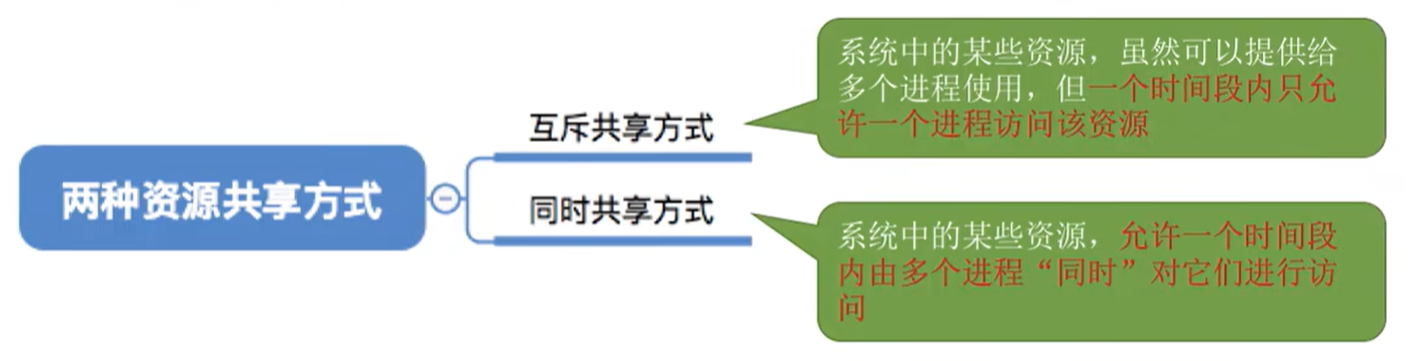 两种资源共享方式
互斥共享方式
系统中的某些资源，虽然可以提供给
多个进程使用，但一个时间段内只允
许一个进程访问该资源
同时共享方式
系统中的某些资源，允许一个时间段
内由多个进程“同时”对它们进行访
问